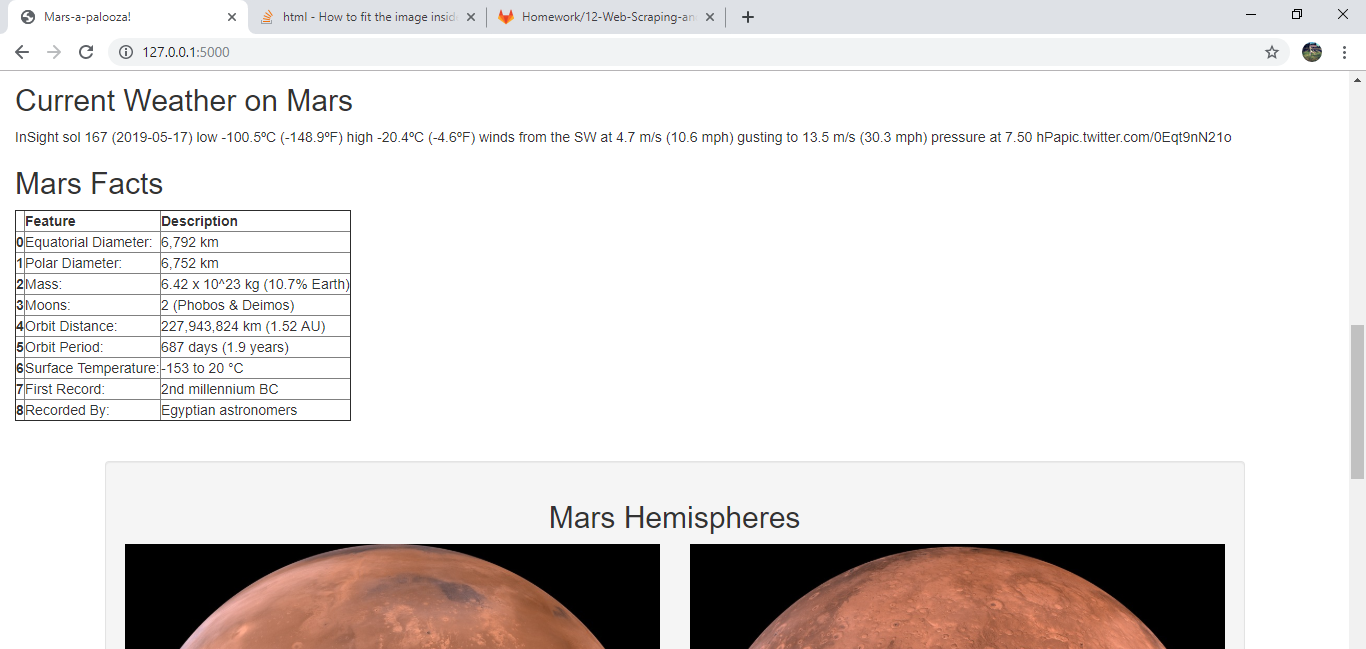 Mars-a-palooza!
html - How to fit the image insid
Homework/12-Web-Scraping-an
127.0.0.1:5000
Current Weather on Mars
InSight sol 167 (2019-05-17) low -100.5ºC (-148.9ºF) high -20.4ºC (-4.6ºF) winds from the SW at 4.7 m/s (10.6 mph) gusting to 13.5 m/s (30.3 mph) pressure at 7.50 hPapic.twitter.com/0Eqt9nN21o
Mars Facts
Feature Description
0 Equatorial Diameter: 6,792 km
1 Polar Diameter: 6,752 km
2 Mass: 6.42 x 10^23 kg (10.7% Earth)
3 Moons: 2 (Phobos & Deimos)
4 Orbit Distance: 227,943,824 km (1.52 AU)
5 Orbit Period: 687 days (1.9 years)
6 Surface Temperature: -153 to 20 °C
7 First Record: 2nd millennium BC
8 Recorded By: Egyptian astronomers
Mars Hemispheres